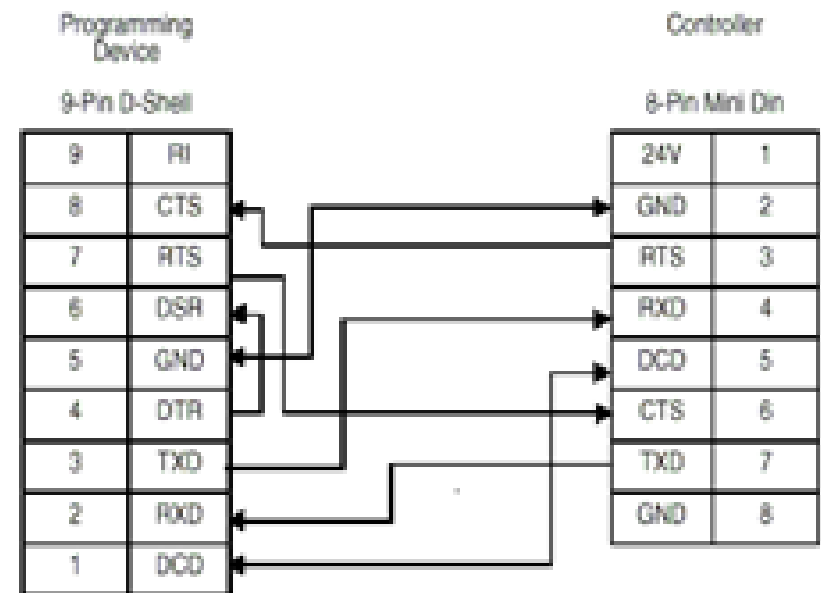 Programming
Device
Controller
9-Pin D-Shell
8-Pin Mini Din
9 RI
8 CTS
7 RTS
6 DSR
5 GND
4 DTR
3 TXD
2 RXD
1 DCD
24V 1
GND 2
RTS 3
RXD 4
DCD 5
CTS 6
TXD 7
GND 8